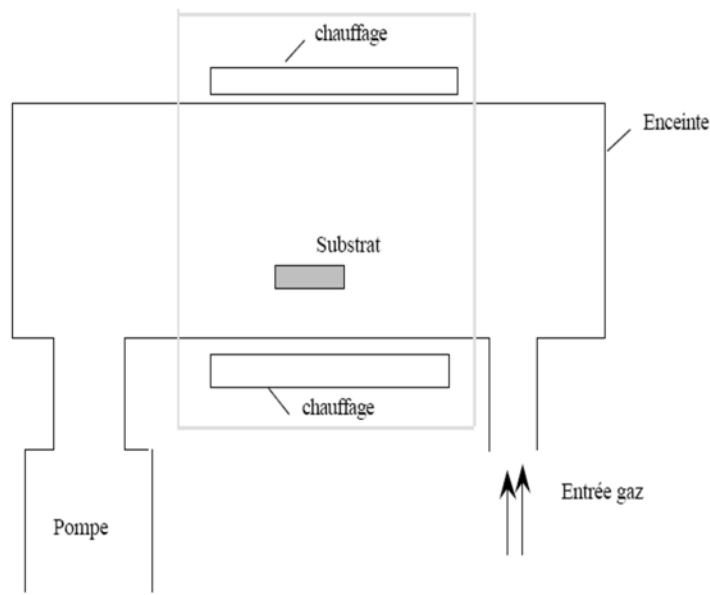 chauffage
Enceinte
Substrat
chauffage
Entrée gaz
Pompe